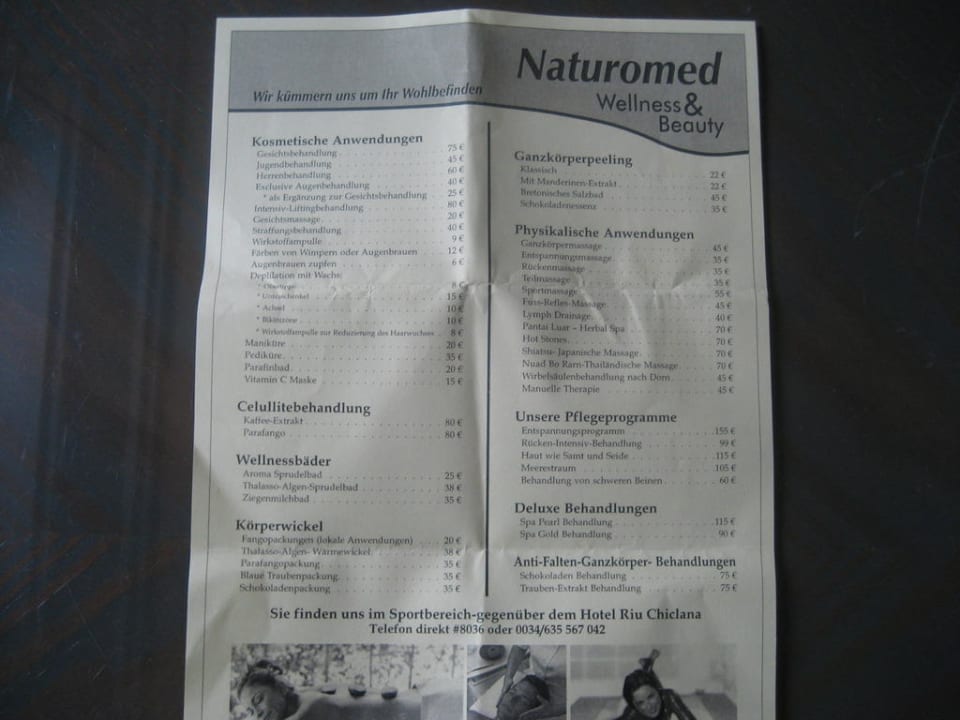 Naturomed
Wir kümmern uns um Ihr Wohlbefinden
Wellness &
Beauty
Kosmetische Anwendungen
Gesichtsbehandlung 75 €
Jugendbehandlung 45 €
Herrenbehandlung 60 €
Exclusive Augenbehandlung 40 €
* als Ergänzung zur Gesichtsbehandlung 25 €
Intensiv-Liftingbehandlung 80 €
Gesichtsmassage 20 €
Straffungsbehandlung 40 €
Wirkstoffampulle 9 €
Färben von Wimpern oder Augenbrauen 12 €
Augenbrauen zupfen 6 €
Depilation mit Wachs:
8 €
* Unterschenkel 15 €
* Achsel 10 €
* Bikinizone 10 €
* Wirkstoffampulle zur Reduzierung des Haarwuchses 8 €
Maniküre 20 €
Pediküre 35 €
Parafinbad 20 €
Vitamin C Maske 15 €
Celullitebehandlung
Kaffee-Extrakt 80 €
Parafango 80 €
Wellnessbäder
Aroma Sprudelbad 25 €
Thalasso-Algen-Sprudelbad 38 €
Ziegenmilchbad 35 €
Körperwickel
Fangopackungen (lokale Anwendungen) 20 €
Thalasso-Algen- Wärmewickel 38 €
Parafangopackung 35 €
Blaue Traubenpackung 35 €
Schokoladenpackung 35 €
Ganzkörperpeeling
Klassisch 22 €
Mit Manderinen-Extrakt 22 €
Bretonisches Salzbad 45 €
Schokoladenessenz 35 €
Physikalische Anwendungen
Ganzkörpermassage 45 €
Entspannungsmassage 35 €
Rückenmassage 35 €
Teilmassage 35 €
Sportmassage 55 €
Fuss-Reflex-Massage 45 €
Lymph Drainage 40 €
Pantai Luar – Herbal Spa 70 €
Hot Stones 70 €
Shiatsu- Japanische Massage 70 €
Nuad Bo Rarn-Thailändische Massage 70 €
Wirbelsäulenbehandlung nach Dorn 45 €
Manuelle Therapie 45 €
Unsere Pflegeprogramme
Entspannungsprogramm 155 €
Rücken-Intensiv-Behandlung 99 €
Haut wie Samt und Seide 115 €
Meerestraum 105 €
Behandlung von schweren Beinen 60 €
Deluxe Behandlungen
Spa Pearl Behandlung 115 €
Spa Gold Behandlung 90 €
Anti-Falten-Ganzkörper- Behandlungen
Schokoladen Behandlung 75 €
Trauben-Extrakt Behandlung 75 €
Sie finden uns im Sportbereich-gegenüber dem Hotel Riu Chiclana
Telefon direkt #8036 oder 0034/635 567 042